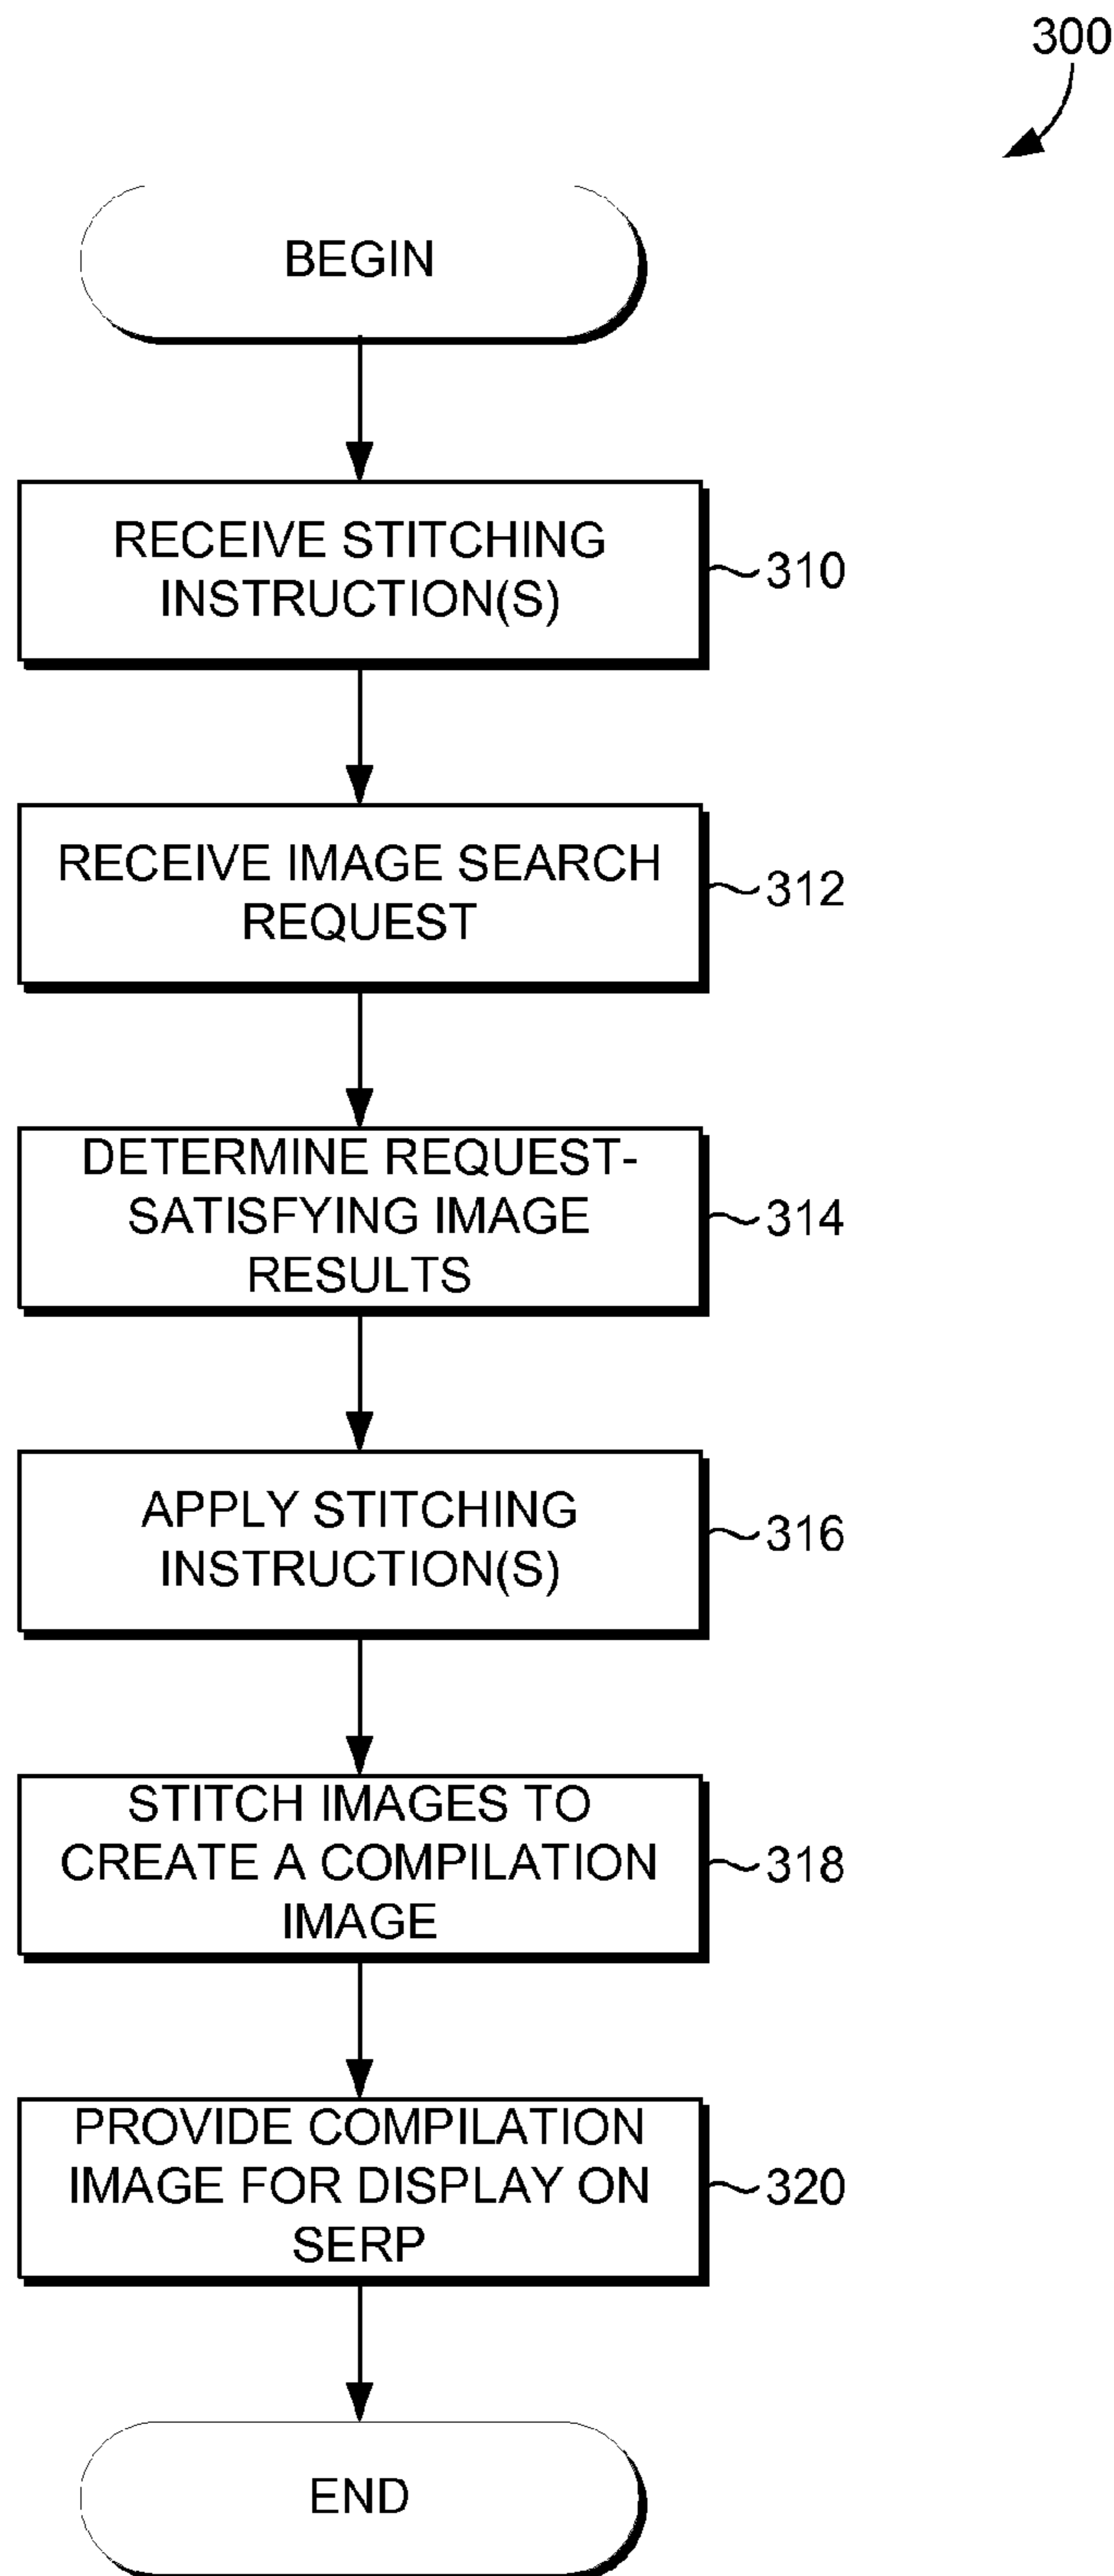 300
BEGIN
RECEIVE STITCHING
INSTRUCTION(S)
310
RECEIVE IMAGE SEARCH
REQUEST
312
DETERMINE REQUEST-
SATISFYING IMAGE
RESULTS
314
APPLY STITCHING
INSTRUCTION(S)
316
STITCH IMAGES TO
CREATE A COMPILATION
IMAGE
318
PROVIDE COMPILATION
IMAGE FOR DISPLAY ON
SERP
320
END